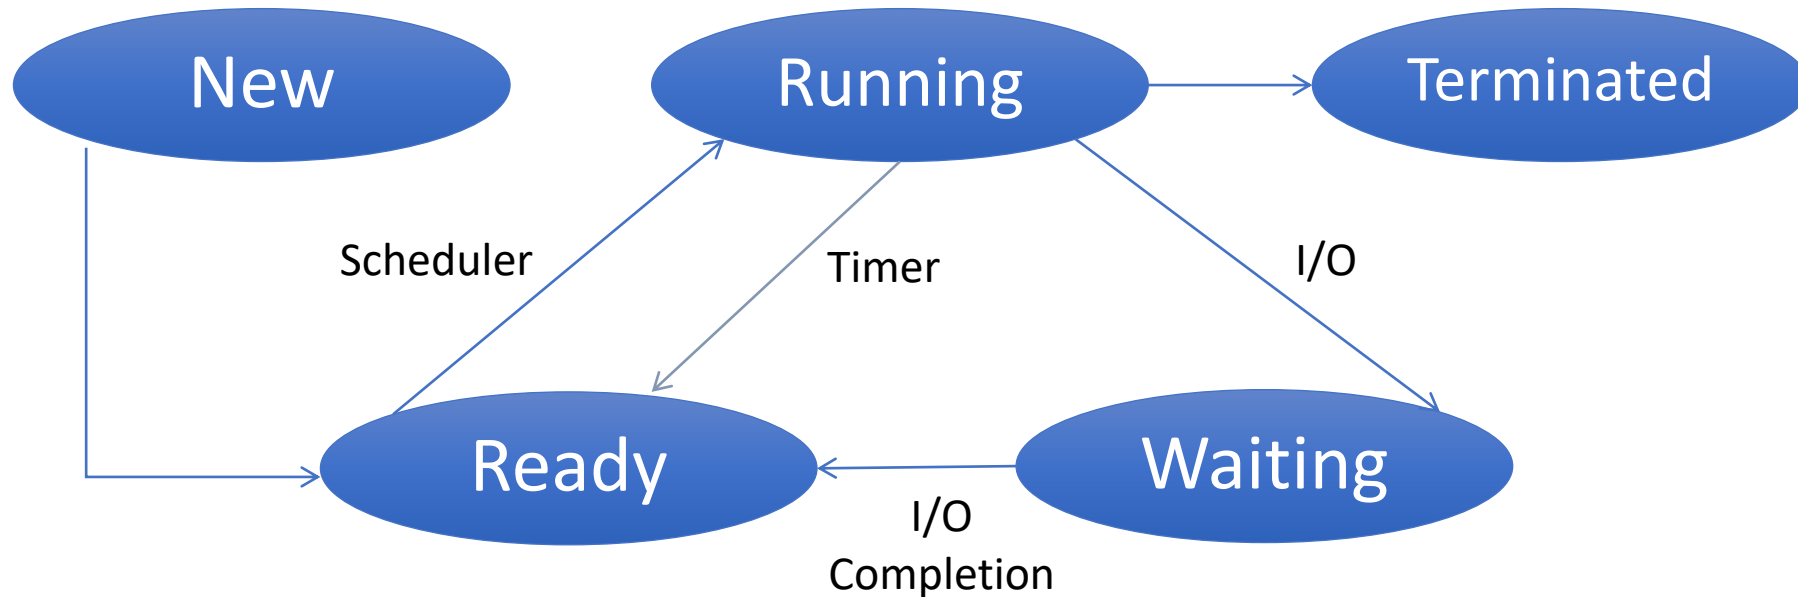 New
Running
Terminated
Scheduler
Timer
I/O
Ready
Waiting
I/O
Completion